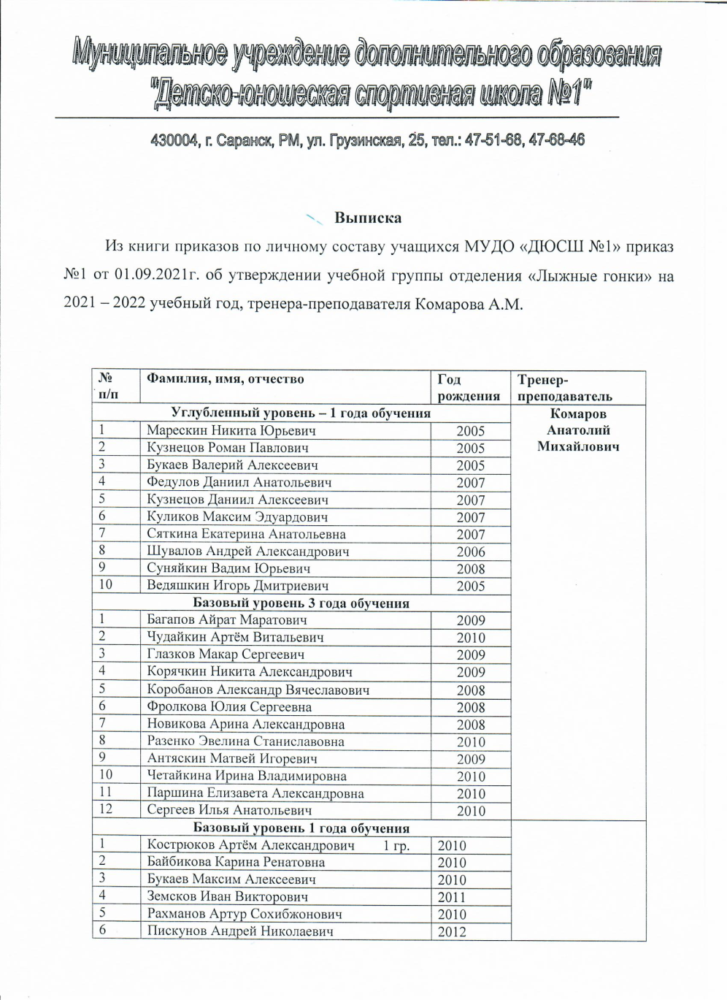 Муниципальное учреждение дополнительного образования
"Детско-юношеская спортивная школа №1"
430004, г. Саранск, РМ, ул. Грузинская, 25, тел.: 47-51-68, 47-68-46
Выписка
Из книги приказов по личному составу учащихся МУДО «ДЮСШ №1» приказ
№1 от 01.09.2021г. об утверждении учебной группы отделения «Лыжные гонки» на
2021 – 2022 учебный год, тренера-преподавателя Комарова А.М.
№ п/п Фамилия, имя, отчество Год рождения Тренер-преподаватель
Углубленный уровень – 1 года обучения Комаров Анатолий Михайлович
1 Марескин Никита Юрьевич 2005
2 Кузнецов Роман Павлович 2005
3 Букаев Валерий Алексеевич 2005
4 Федулов Даниил Анатольевич 2007
5 Кузнецов Даниил Алексеевич 2007
6 Куликов Максим Эдуардович 2007
7 Сяткина Екатерина Анатольевна 2007
8 Шувалов Андрей Александрович 2006
9 Суняйкин Вадим Юрьевич 2008
10 Ведяшкин Игорь Дмитриевич 2005
Базовый уровень 3 года обучения
1 Багапов Айрат Маратович 2009
2 Чудайкин Артём Витальевич 2010
3 Глазков Макар Сергеевич 2009
4 Корячкин Никита Александрович 2009
5 Коробанов Александр Вячеславович 2008
6 Фролкова Юлия Сергеевна 2008
7 Новикова Арина Александровна 2008
8 Разенко Эвелина Станиславовна 2010
9 Антяскин Матвей Игоревич 2009
10 Четайкина Ирина Владимировна 2010
11 Паршина Елизавета Александровна 2010
12 Сергеев Илья Анатольевич 2010
Базовый уровень 1 года обучения
1 Кострюков Артём Александрович 1 гр. 2010
2 Байбикова Карина Ренатовна 2010
3 Букаев Максим Алексеевич 2010
4 Земсков Иван Викторович 2011
5 Рахманов Артур Сохибжонович 2010
6 Пискунов Андрей Николаевич 2012